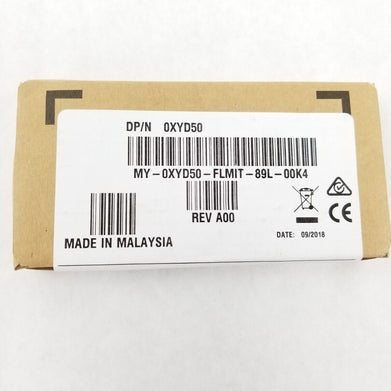 DP/N 0XYD50
MY-0XYD50-FLMIT-89L-00K4
REV A00
CE
MADE IN MALAYSIA
DATE: 09/2018